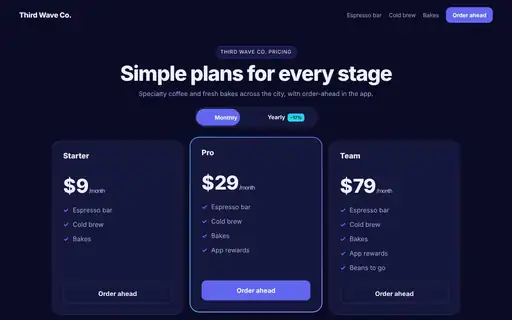 Third Wave Co.
Espresso bar Cold brew Bakes Order ahead
THIRD WAVE CO. PRICING
Simple plans for every stage
Specialty coffee and fresh bakes across the city, with order-ahead in the app.
Monthly Yearly -17%
Starter
$9/month
✓ Espresso bar
✓ Cold brew
✓ Bakes
Order ahead
Pro
$29/month
✓ Espresso bar
✓ Cold brew
✓ Bakes
✓ App rewards
Order ahead
Team
$79/month
✓ Espresso bar
✓ Cold brew
✓ Bakes
✓ App rewards
✓ Beans to go
Order ahead